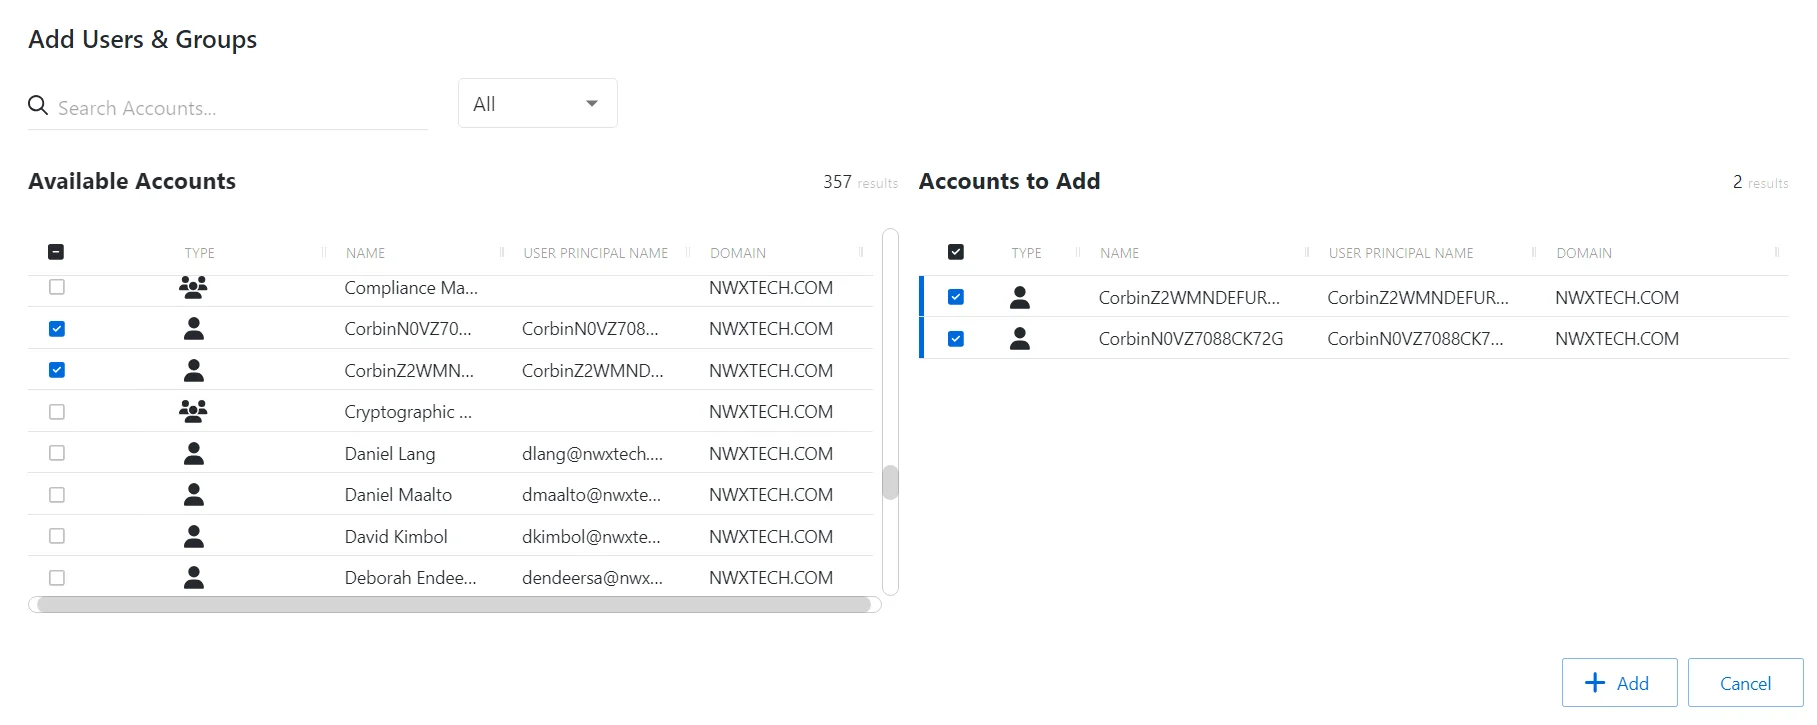 Add Users & Groups
Search Accounts...
All
Available Accounts
357 results
TYPE NAME USER PRINCIPAL NAME DOMAIN
Compliance Ma... NWXTECH.COM
CorbinN0VZ70... CorbinN0VZ708... NWXTECH.COM
CorbinZ2WMN... CorbinZ2WMND... NWXTECH.COM
Cryptographic ... NWXTECH.COM
Daniel Lang dlang@nwxtech.... NWXTECH.COM
Daniel Maalto dmaalto@nwxte... NWXTECH.COM
David Kimbol dkimbol@nwxte... NWXTECH.COM
Deborah Endee... dendeersa@nwx... NWXTECH.COM
Accounts to Add
2 results
TYPE NAME USER PRINCIPAL NAME DOMAIN
CorbinZ2WMNDEFUR... CorbinZ2WMNDEFUR... NWXTECH.COM
CorbinN0VZ7088CK72G CorbinN0VZ7088CK7... NWXTECH.COM
Add
Cancel